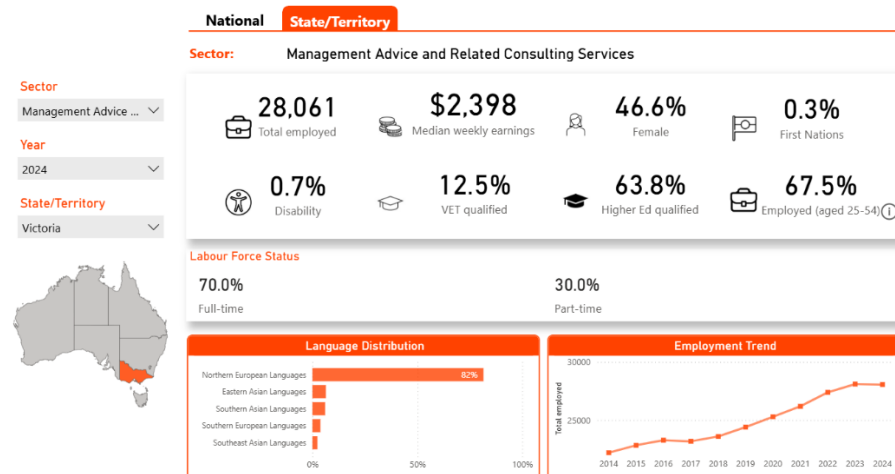 National
State/Territory
Sector:
Management Advice and Related Consulting Services
Sector
Management Advice ...
Year
2024
State/Territory
Victoria
28,061
Total employed
$2,398
Median weekly earnings
46.6%
Female
0.3%
First Nations
0.7%
Disability
12.5%
VET qualified
63.8%
Higher Ed qualified
67.5%
Employed (aged 25-54)
Labour Force Status
70.0%
Full-time
30.0%
Part-time
Language Distribution
Northern European Languages
82%
Eastern Asian Languages
Southern Asian Languages
Southern European Languages
Southeast Asian Languages
0%
50%
100%
Employment Trend
Total employed
30000
25000
2014 2015 2016 2017 2018 2019 2020 2021 2022 2023 2024